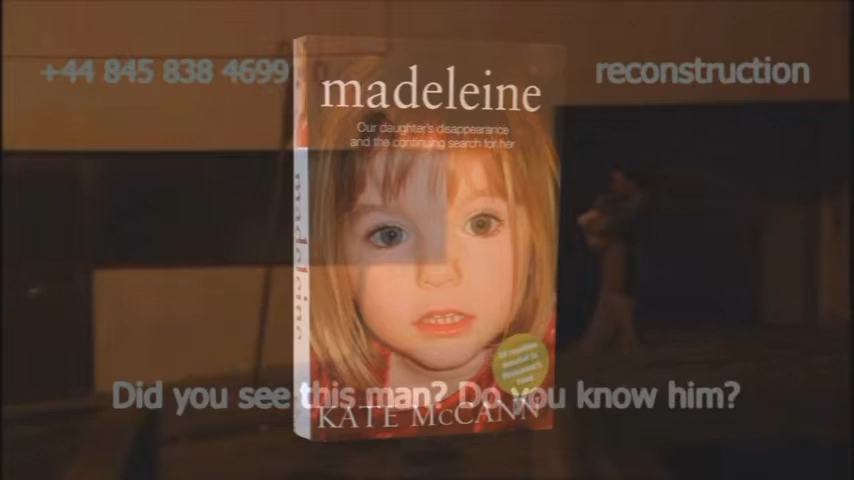 +44 845 838 4699
reconstruction
madeleine
Our daughter's disappearance
and the continuing search for her
madeleine
Did you see this man? Do you know him?
KATE McCANN